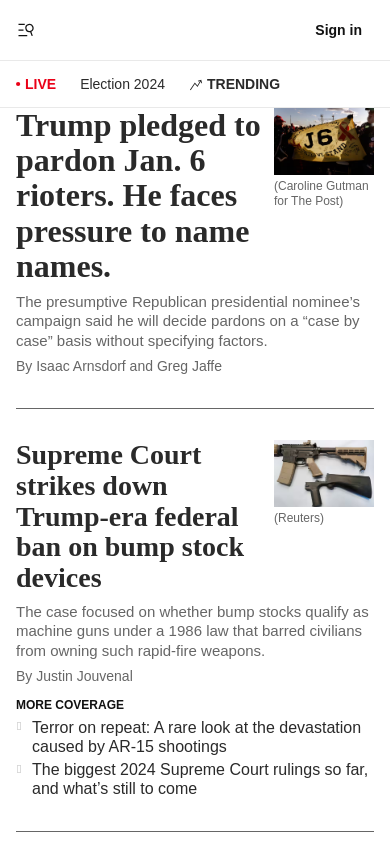 Sign in
LIVE
Election 2024
TRENDING
Trump pledged to
pardon Jan. 6
rioters. He faces
pressure to name
names.
J6
(Caroline Gutman
for The Post)
The presumptive Republican presidential nominee’s
campaign said he will decide pardons on a “case by
case” basis without specifying factors.
By Isaac Arnsdorf and Greg Jaffe
Supreme Court
strikes down
Trump-era federal
ban on bump stock
devices
(Reuters)
The case focused on whether bump stocks qualify as
machine guns under a 1986 law that barred civilians
from owning such rapid-fire weapons.
By Justin Jouvenal
MORE COVERAGE
Terror on repeat: A rare look at the devastation
caused by AR-15 shootings
The biggest 2024 Supreme Court rulings so far,
and what’s still to come